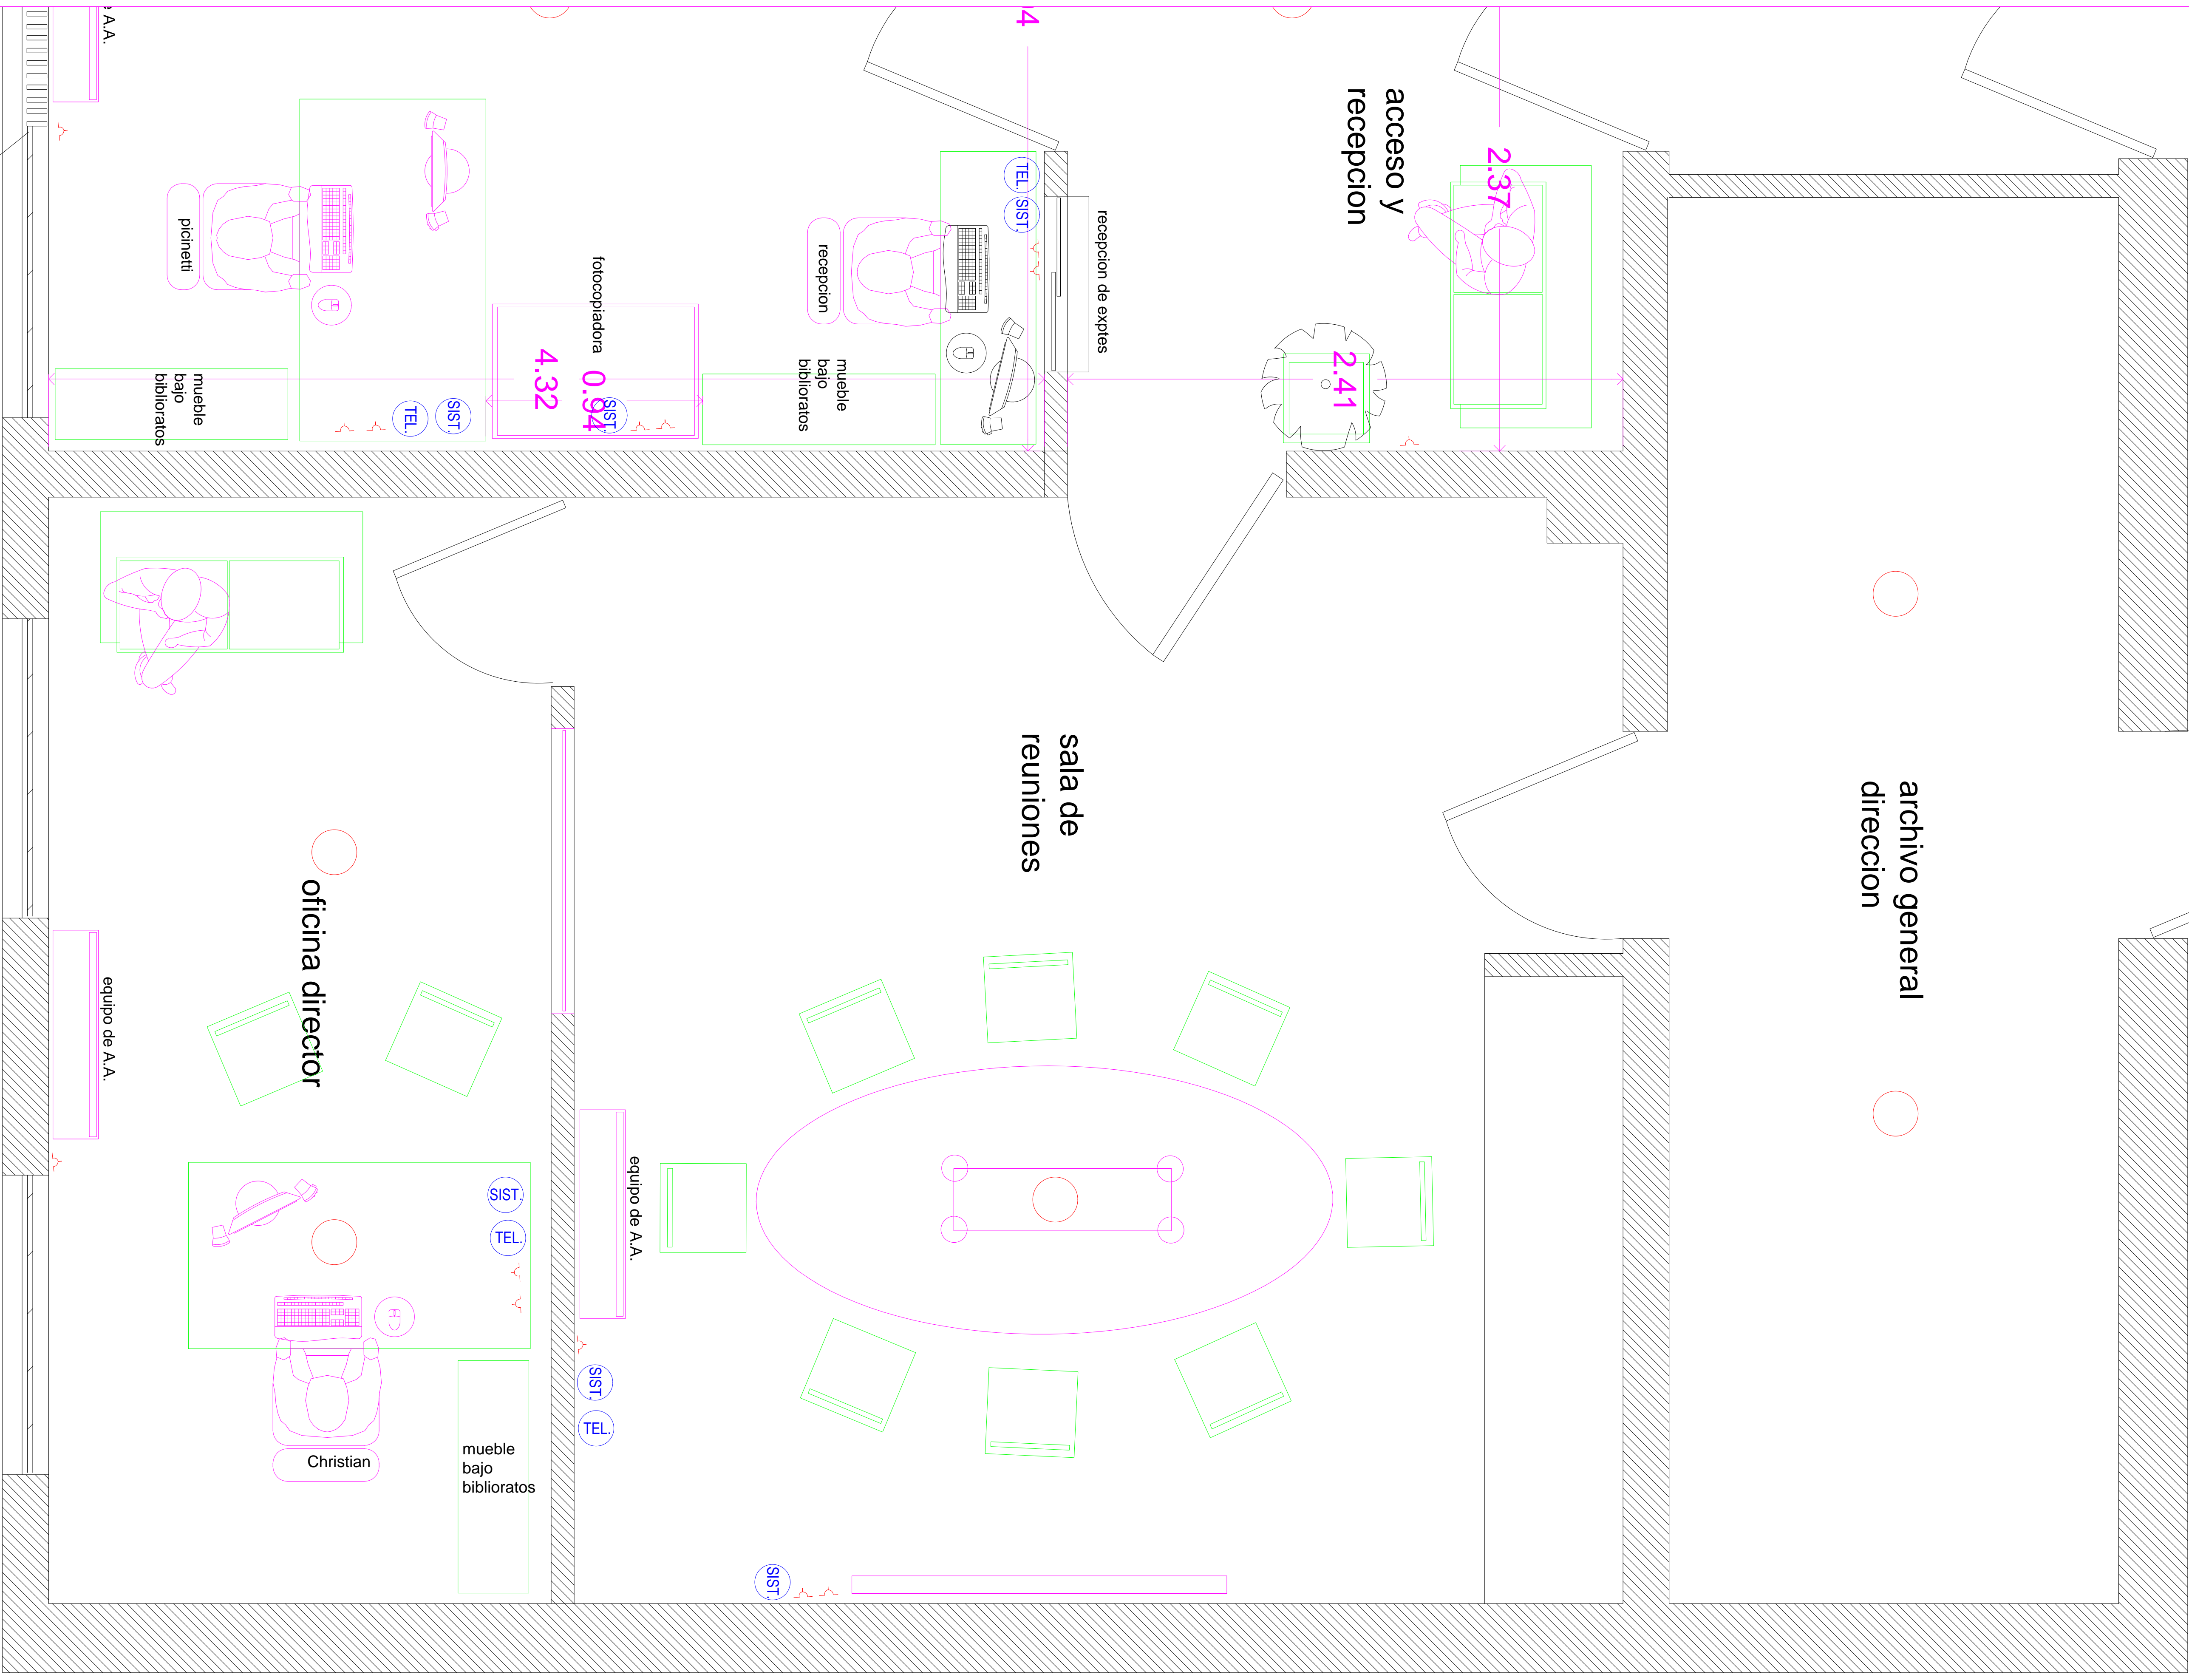 A.A.
94
acceso y
recepcion
2.37
TEL.
SIST.
recepcion de exptes
picinetti
recepcion
fotocopiadora
4.32
0.94
2.41
mueble
bajo
biblioratos
mueble
bajo
biblioratos
TEL.
SIST.
SIST.
sala de
reuniones
archivo general
direccion
oficina director
equipo de A.A.
equipo de A.A.
SIST.
TEL.
SIST.
TEL.
Christian
mueble
bajo
biblioratos
SIST.